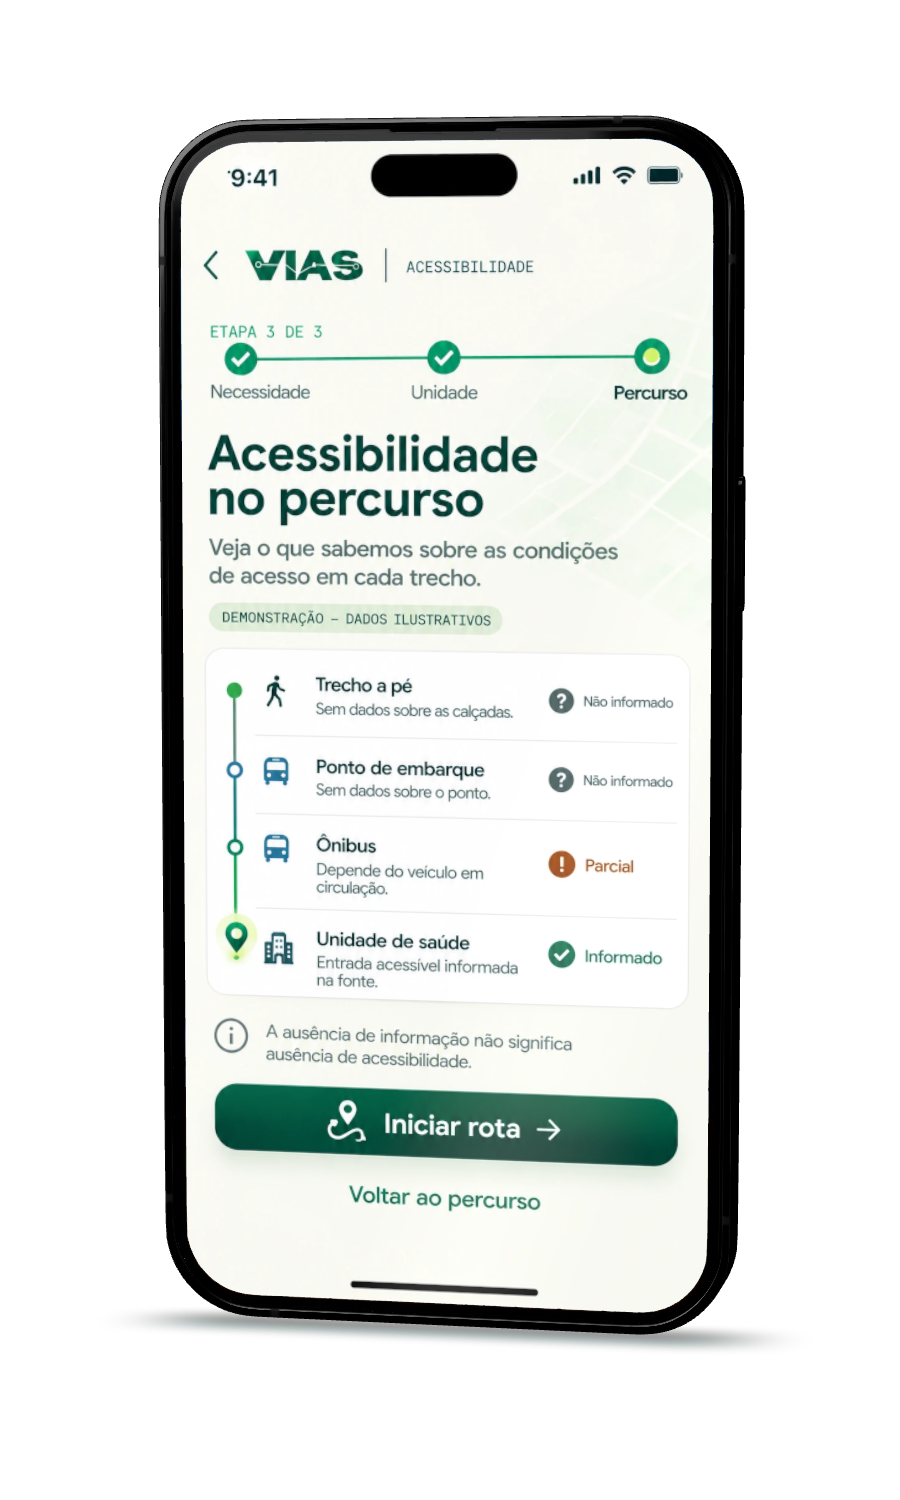 9:41
VIAS | ACESSIBILIDADE
ETAPA 3 DE 3
Necessidade Unidade Percurso
Acessibilidade
no percurso
Veja o que sabemos sobre as condições
de acesso em cada trecho.
DEMONSTRAÇÃO – DADOS ILUSTRATIVOS
Trecho a pé
Sem dados sobre as calçadas.
? Não informado
Ponto de embarque
Sem dados sobre o ponto.
? Não informado
Ônibus
Depende do veículo em
circulação.
! Parcial
Unidade de saúde
Entrada acessível informada
na fonte.
Informado
A ausência de informação não significa
ausência de acessibilidade.
Iniciar rota →
Voltar ao percurso